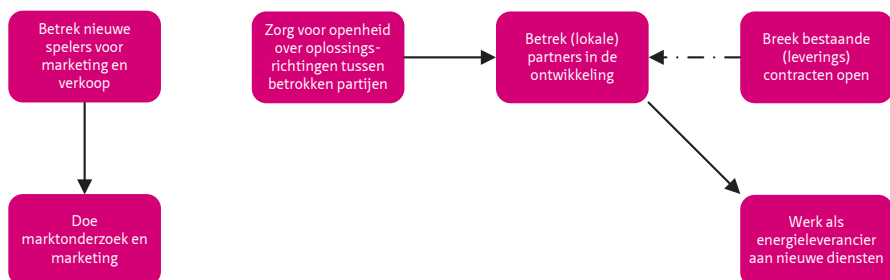 Betrek nieuwe
spelers voor
marketing en
verkoop
Zorg voor openheid
over oplossings-
richtingen tussen
betrokken partijen
Betrek (lokale)
partners in de
ontwikkeling
Breek bestaande
(leverings)
contracten open
Doe
marktonderzoek en
marketing
Werk als
energieleverancier
aan nieuwe diensten